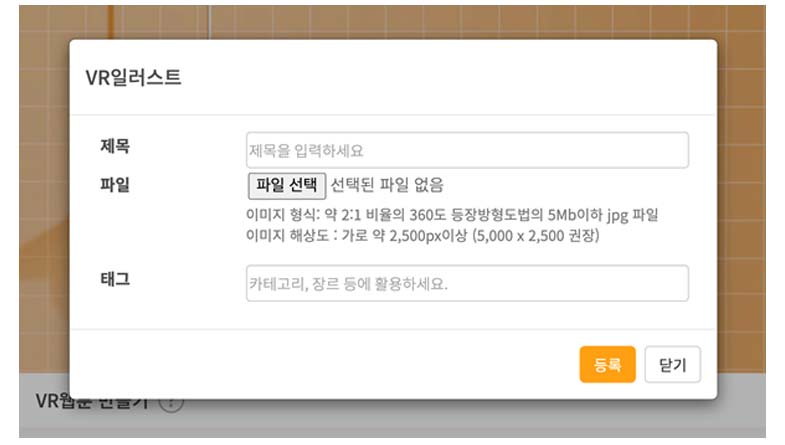 VR일러스트
제목
제목을 입력하세요
파일
파일 선택 선택된 파일 없음
이미지 형식: 약 2:1 비율의 360도 등장방형도법의 5Mb이하 jpg 파일
이미지 해상도 : 가로 약 2,500px이상 (5,000 x 2,500 권장)
태그
카테고리, 장르 등에 활용하세요.
등록 닫기
VR웹툰 만들기 ?